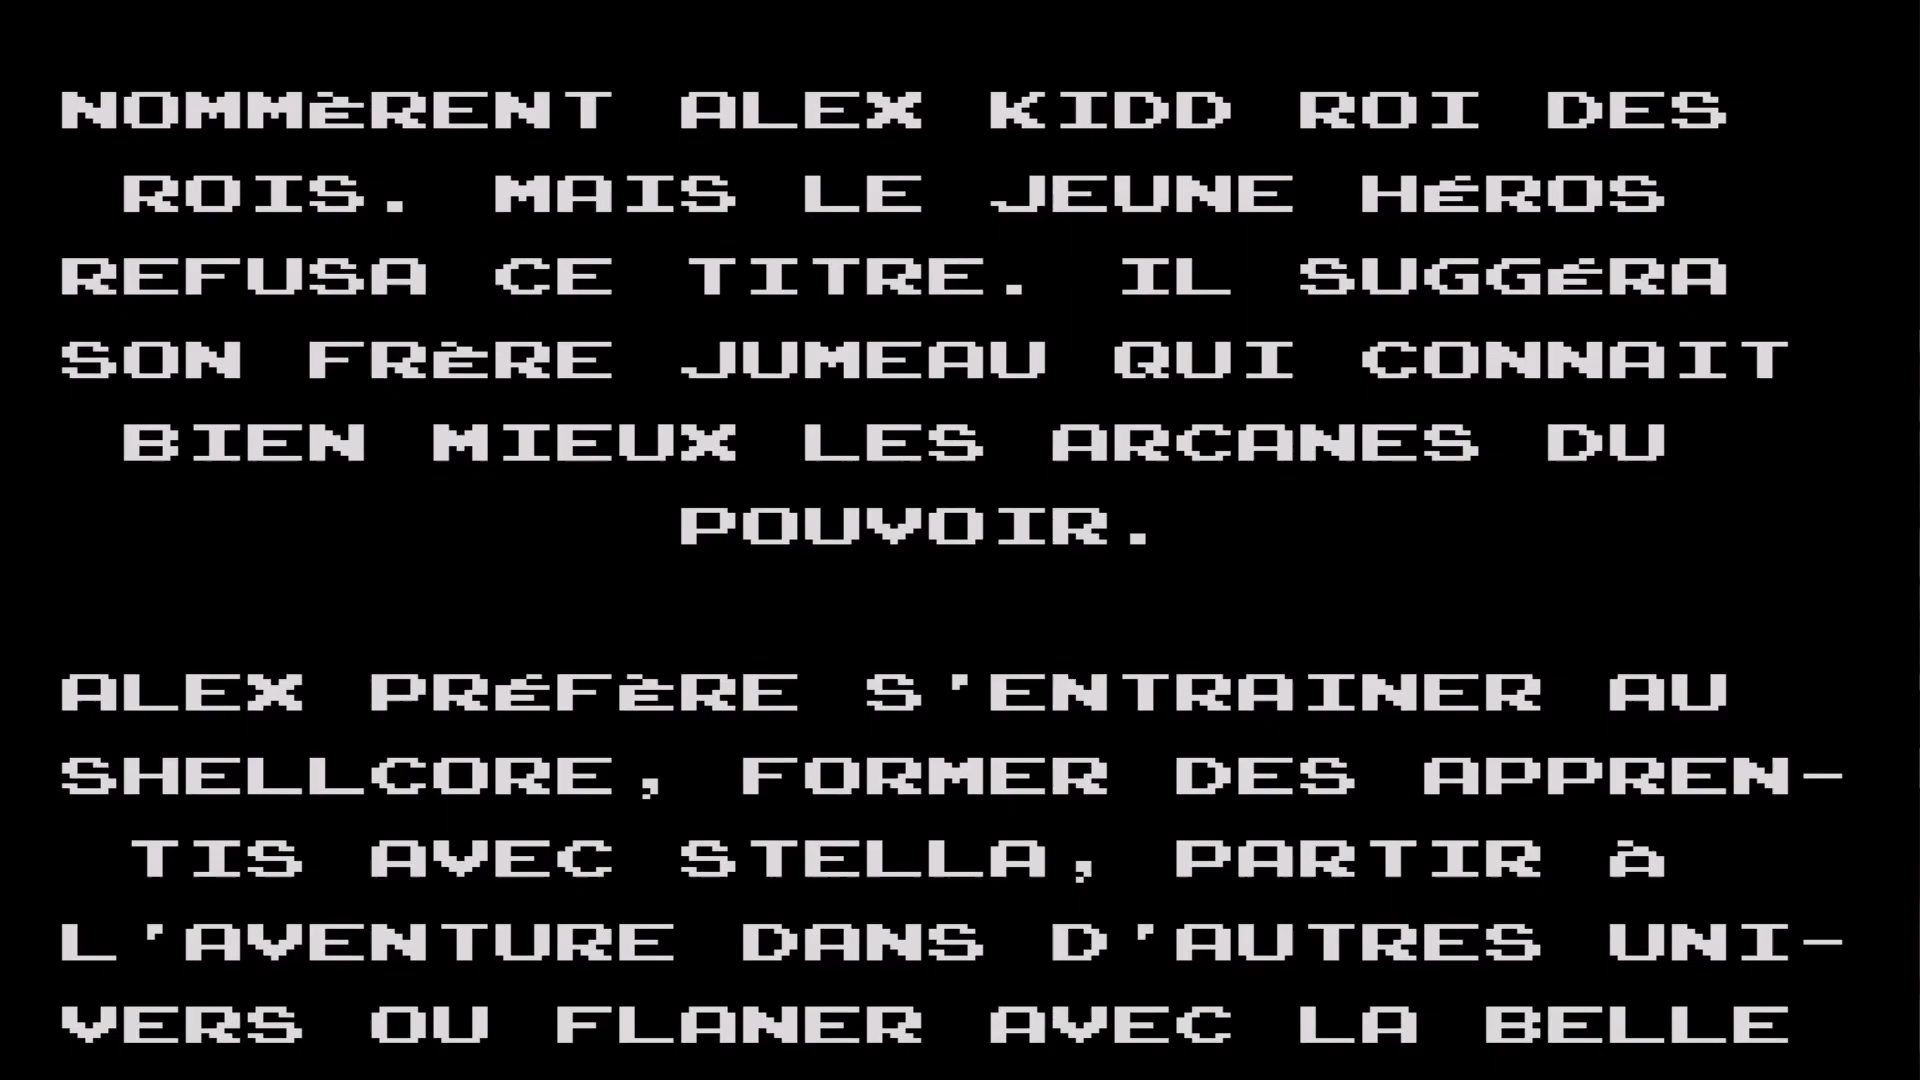 NOMMèRENT ALEX KIDD ROI DES
ROIS. MAIS LE JEUNE HéROS
REFUSA CE TITRE. IL SUGGéRA
SON FRèRE JUMEAU QUI CONNAIT
BIEN MIEUX LES ARCANES DU
POUVOIR.
ALEX PRéFèRE S'ENTRAINER AU
SHELLCORE, FORMER DES APPREN-
TIS AVEC STELLA, PARTIR à
L'AVENTURE DANS D'AUTRES UNI-
VERS OU FLANER AVEC LA BELLE